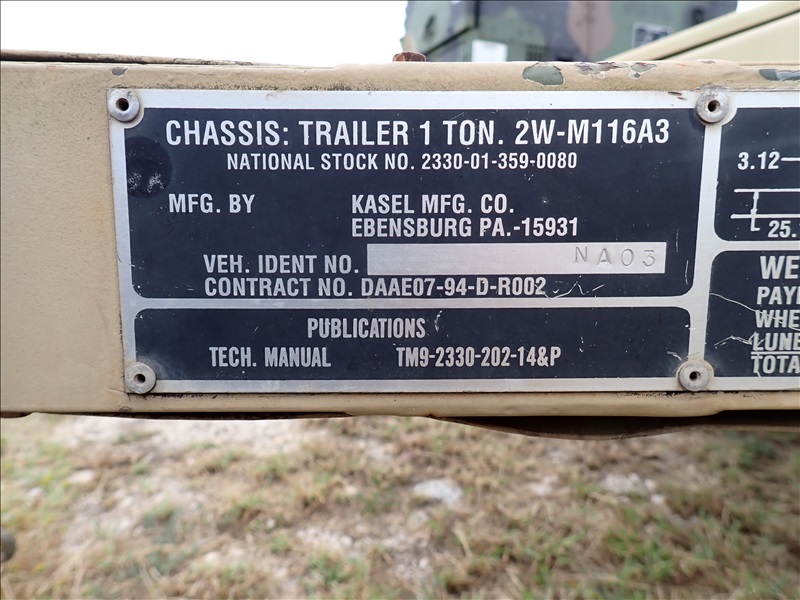 CHASSIS: TRAILER 1 TON. 2W-M116A3
NATIONAL STOCK NO. 2330-01-359-0080
MFG. BY KASEL MFG. CO.
EBENSBURG PA.-15931
VEH. IDENT NO. NA03
CONTRACT NO. DAAE07-94-D-R002
PUBLICATIONS
TECH. MANUAL TM9-2330-202-14&P
3.12
25.
WE
PAY
WHE
LUNE
TOTA